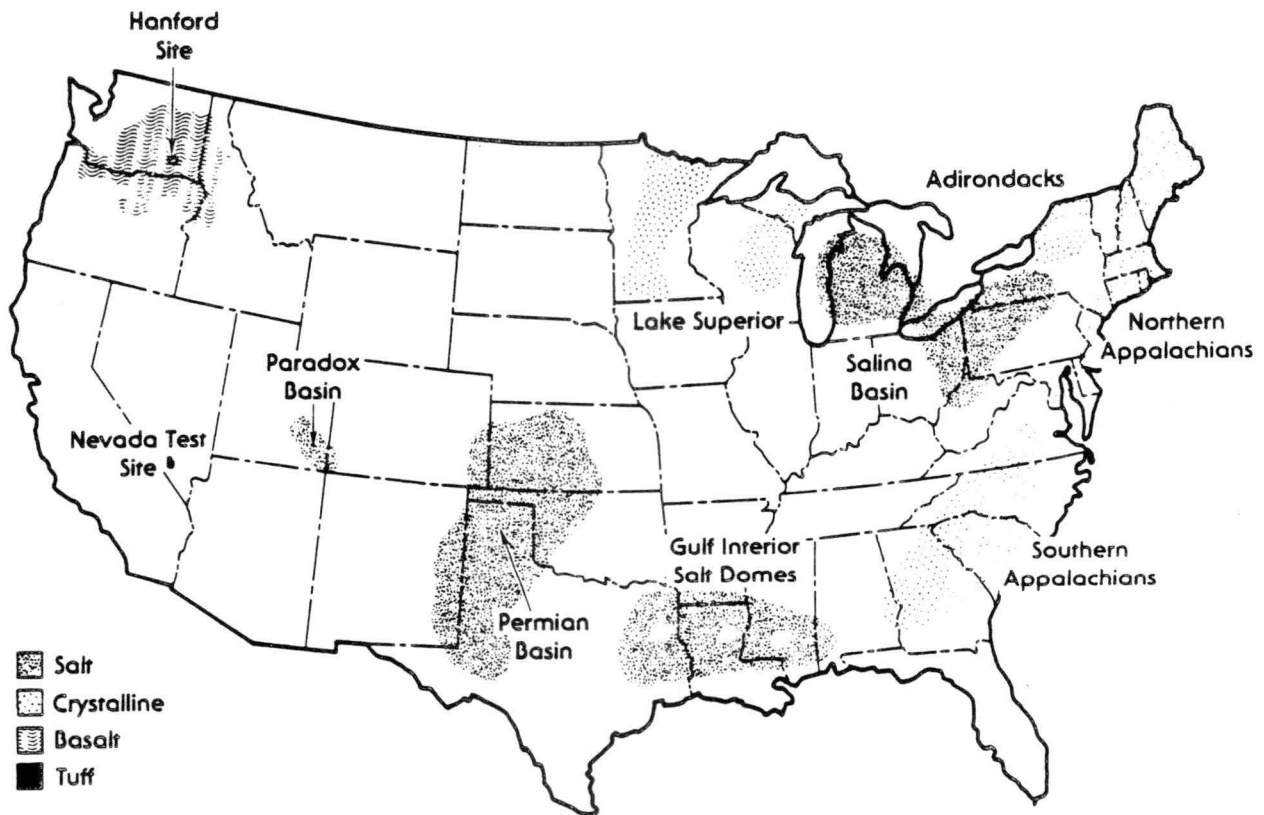 Hanford
Site
Adirondacks
Lake Superior
Northern
Appalachians
Salina
Basin
Paradox
Basin
Nevada Test
Site
Gulf Interior
Salt Domes
Southern
Appalachians
Permian
Basin
Salt
Crystalline
Basalt
Tuff